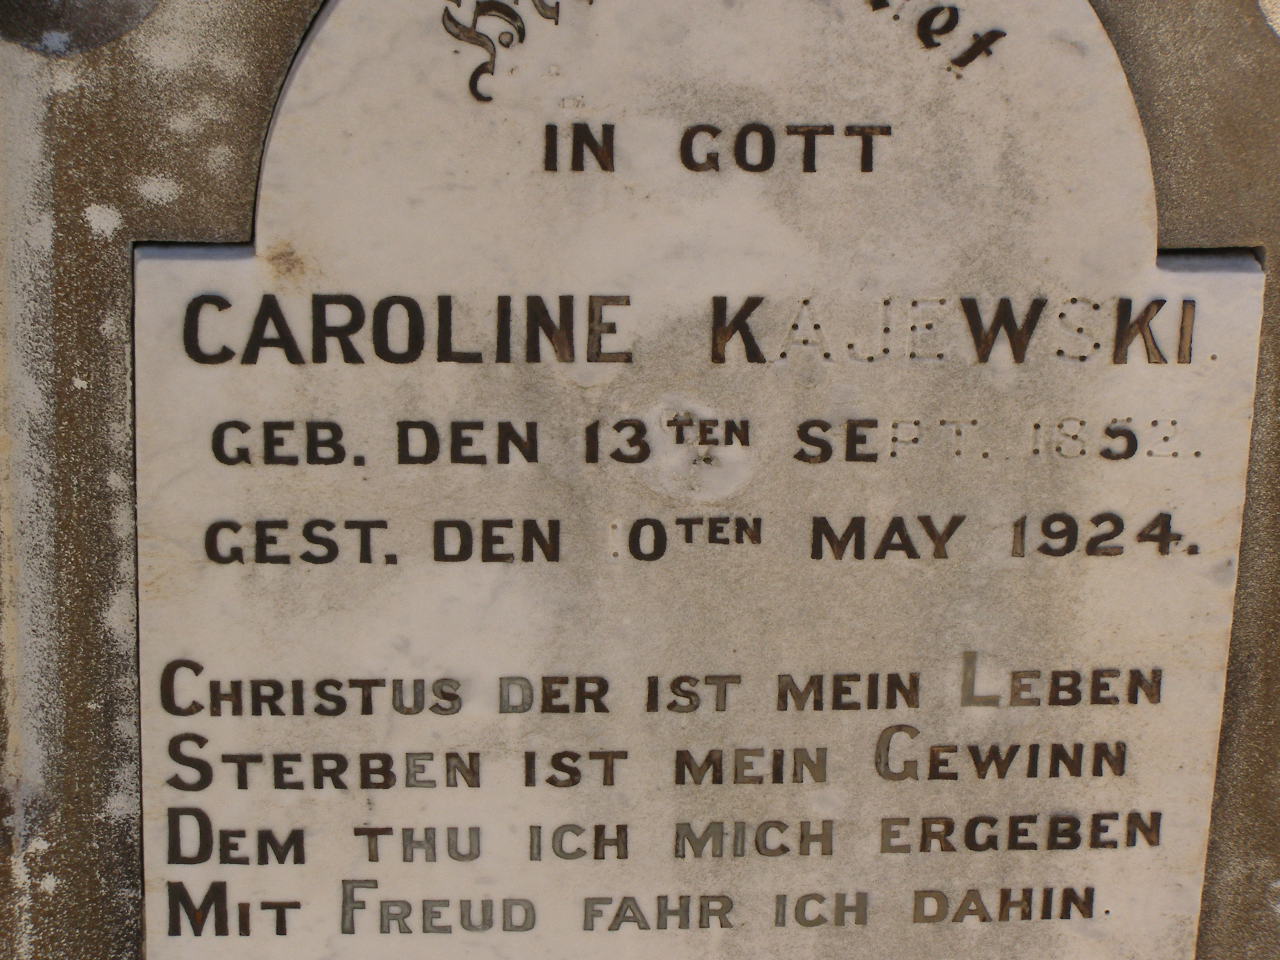 IN GOTT
CAROLINE KAJEWSKI.
GEB. DEN 13TEN SEPT. 1852.
GEST. DEN 10TEN MAY 1924.
CHRISTUS DER IST MEIN LEBEN
STERBEN IST MEIN GEWINN
DEM THU ICH MICH ERGEBEN
MIT FREUD FAHR ICH DAHIN.